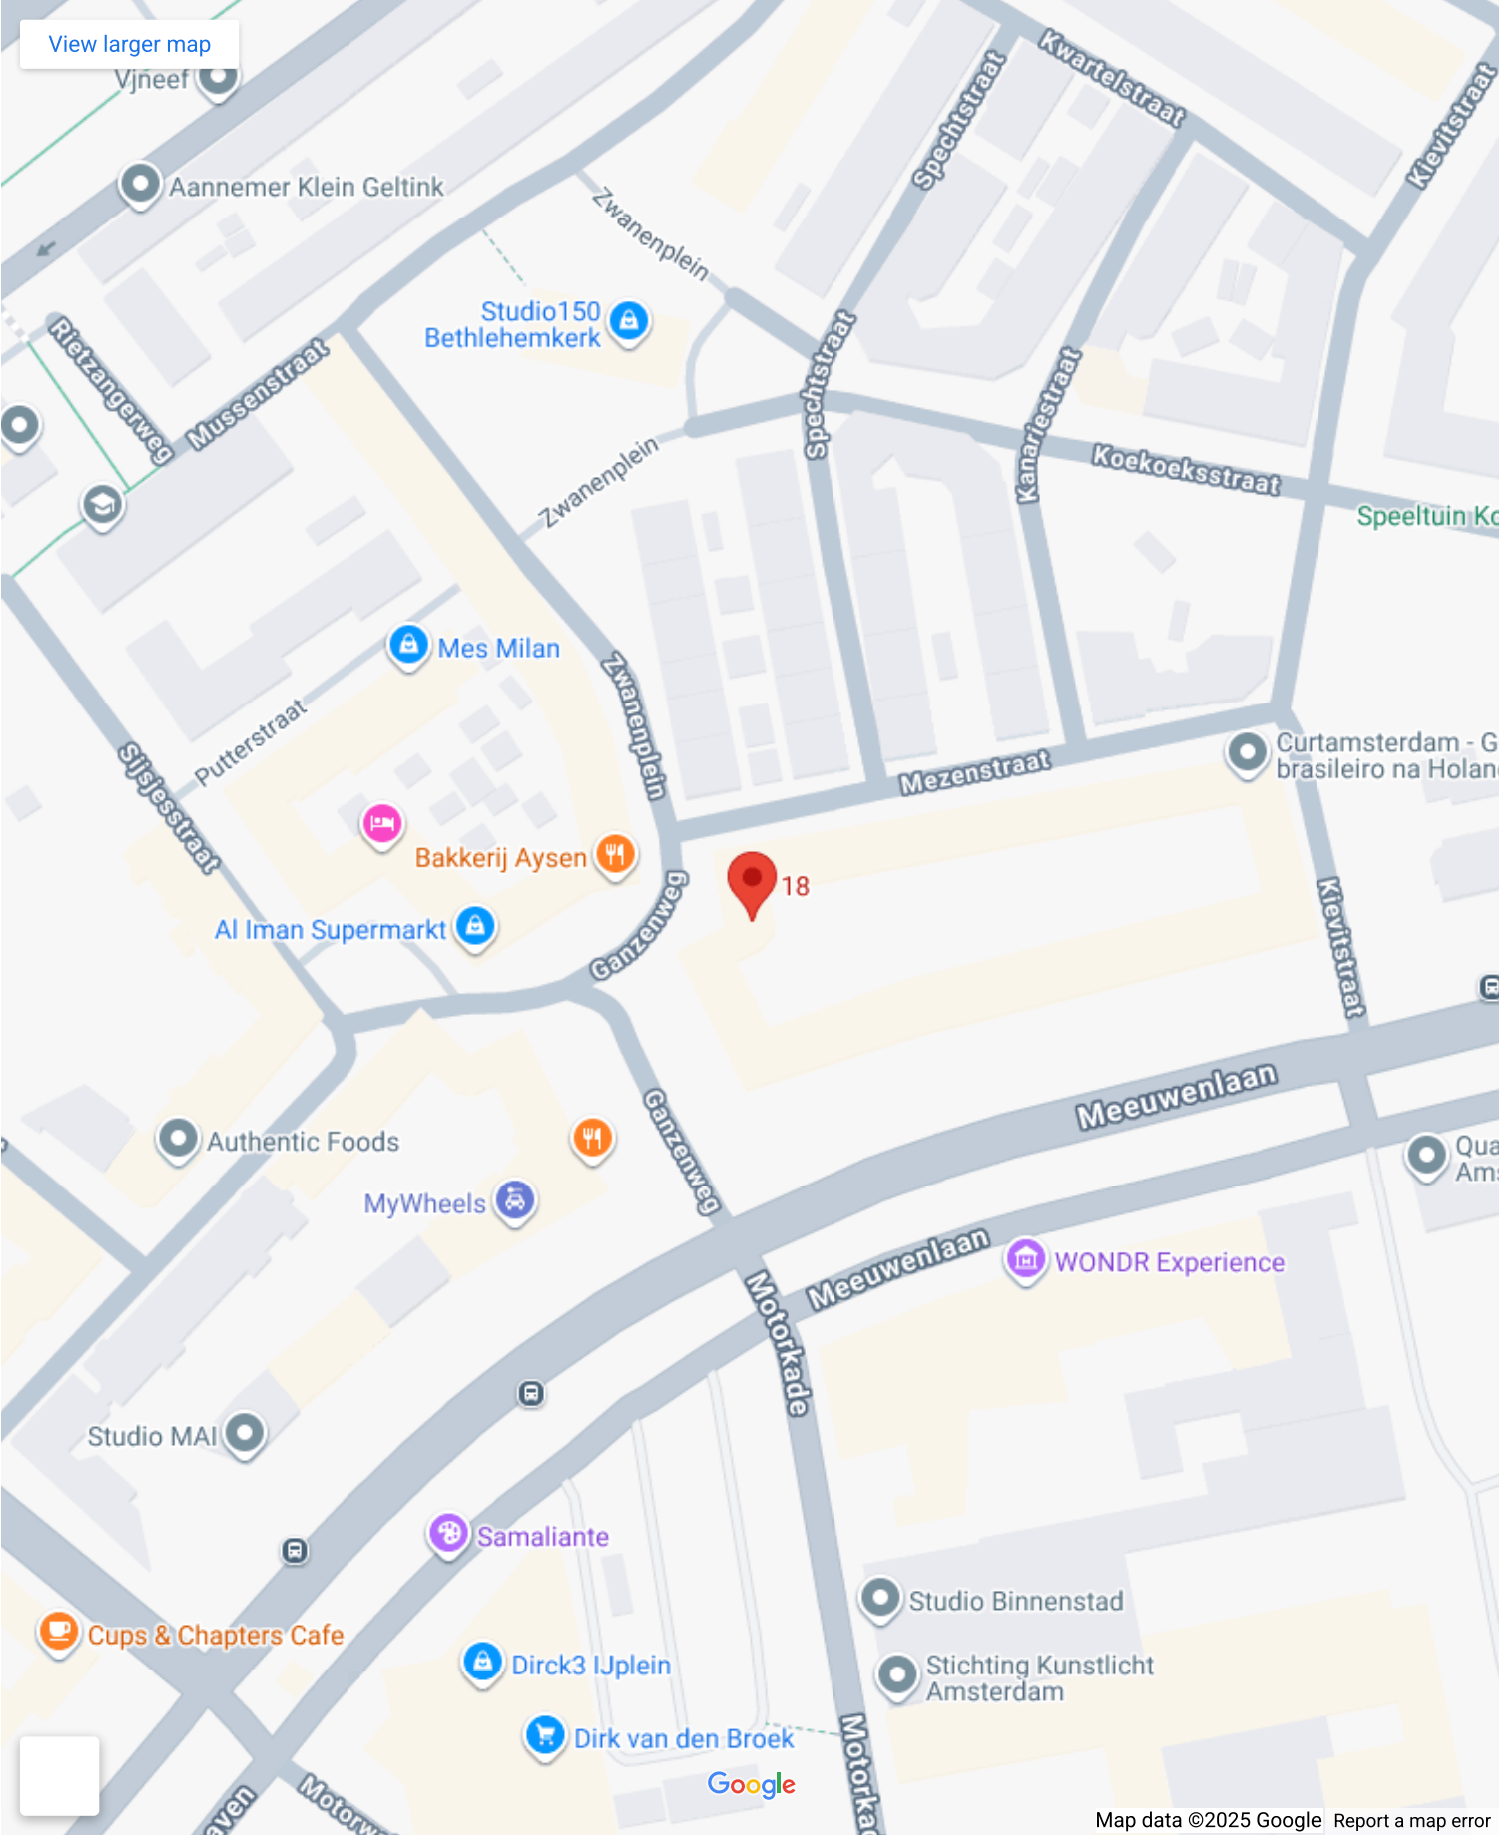 View larger map
Vjneef
Kwartelstraat
Spechtstraat
Kievitstraat
Aannemer Klein Geltink
Zwanenplein
Studio150
Bethlehemkerk
Rietzangerweg
Mussenstraat
Spechtstraat
Kanariestraat
Zwanenplein
Koekoeksstraat
Speeltuin Ko
Mes Milan
Zwanenplein
Putterstraat
Sijsjesstraat
Mezenstraat
Curtamsterdam - G
brasileiro na Holan
Bakkerij Aysen
18
Ganzenweg
Al Iman Supermarkt
Kievitstraat
Meeuwenlaan
Ganzenweg
Authentic Foods
Qua
Ams
MyWheels
Meeuwenlaan
WONDR Experience
Motorkade
Studio MAI
Samaliante
Studio Binnenstad
Cups & Chapters Cafe
Dirck3 IJplein
Stichting Kunstlicht
Amsterdam
Dirk van den Broek
Motorkad
Google
Motorw
aven
Map data ©2025 Google
Report a map error